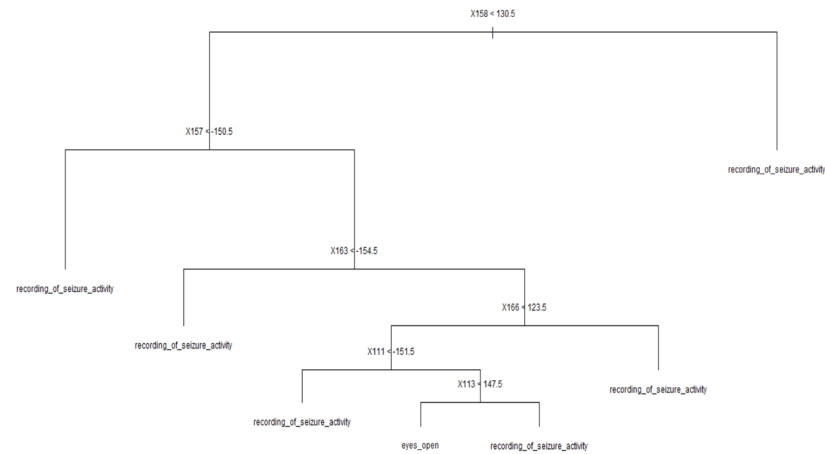 X158 < 130.5
X157 < -150.5
recording_of_seizure_activity
X163 < -154.5
recording_of_seizure_activity
X166 < 123.5
recording_of_seizure_activity
X111 < -151.5
recording_of_seizure_activity
X113 < 147.5
recording_of_seizure_activity
eyes_open
recording_of_seizure_activity